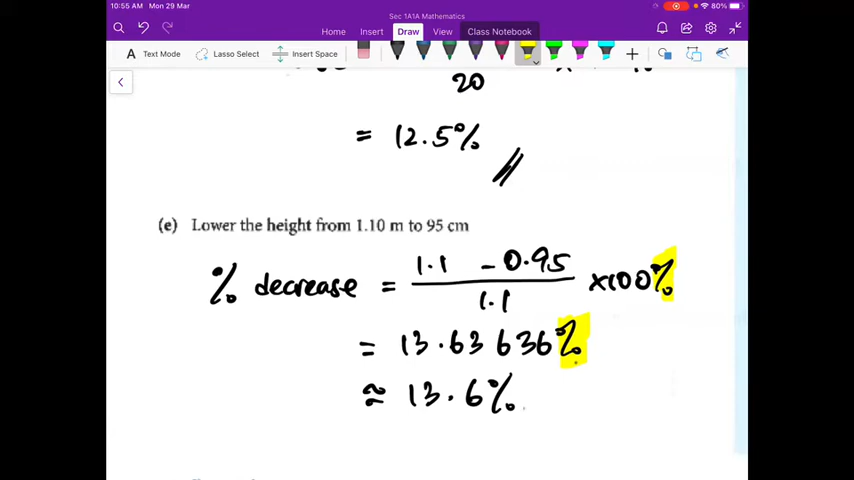 10:55 AM Mon 29 Mar
80%
Sec 1A1A Mathematics
Home Insert Draw View Class Notebook
A Text Mode Lasso Select Insert Space
20
= 12.5%
(e) Lower the height from 1.10 m to 95 cm
% decrease = 1.1 - 0.95 / 1.1 ×100%
= 13.63636%
≈ 13.6%